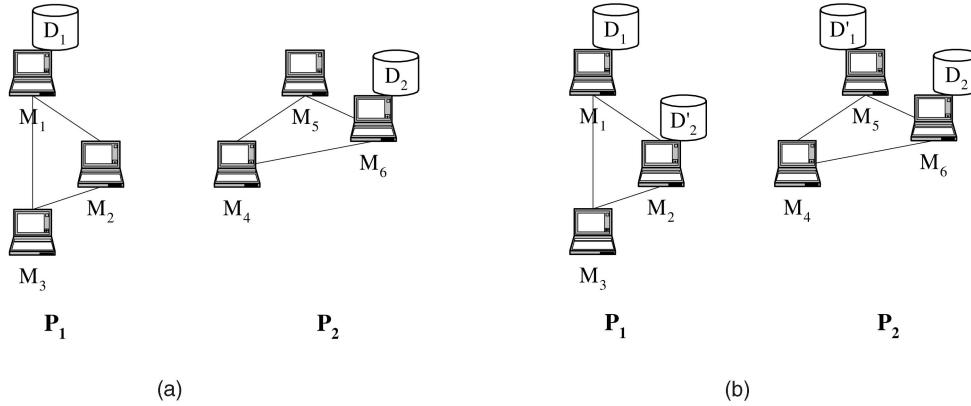 D₁
M₁
M₂
M₃
P₁
D₂
M₅
M₆
M₄
P₂
(a)
D₁
M₁
D'₂
M₂
M₃
P₁
D'₁
D₂
M₅
M₆
M₄
P₂
(b)